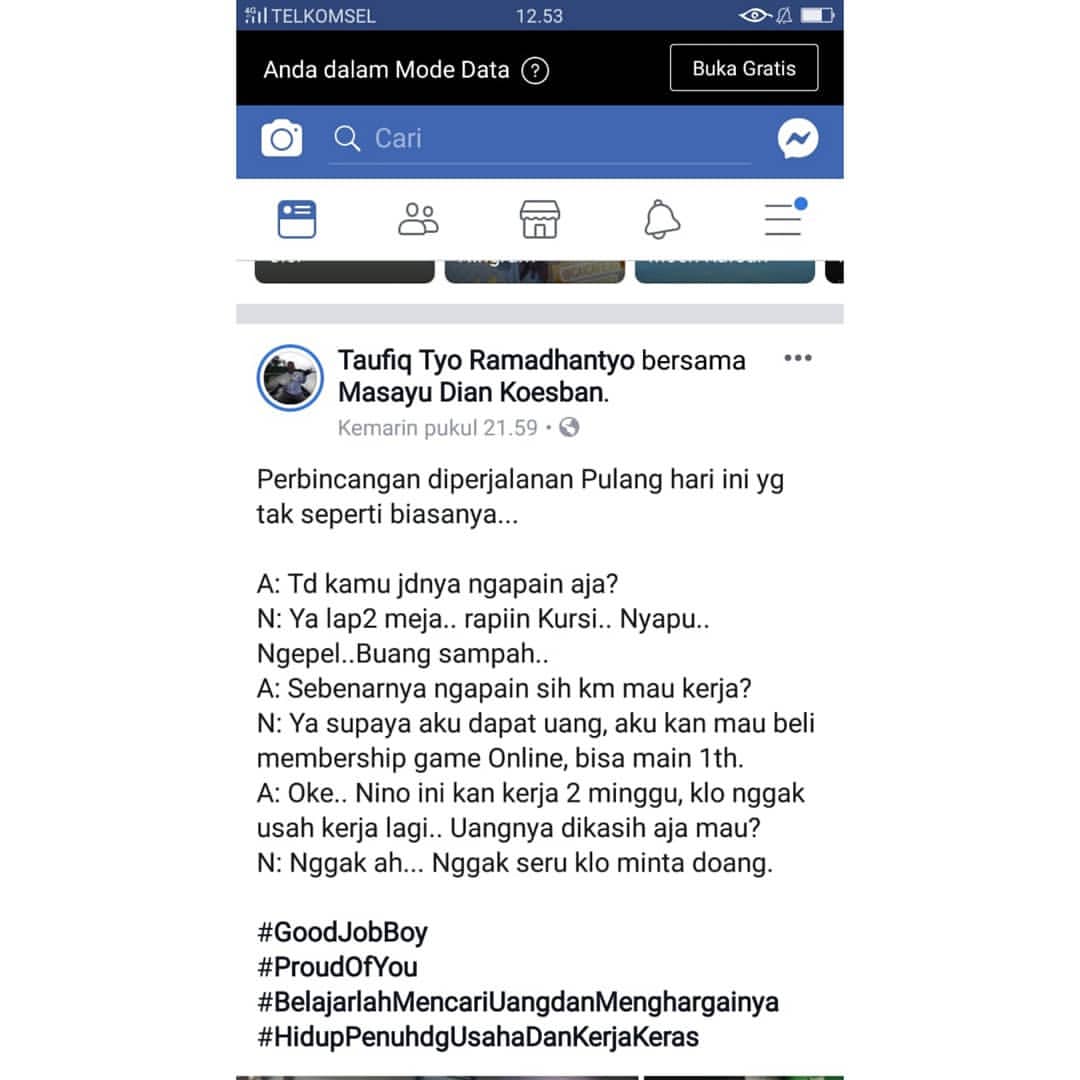 4G TELKOMSEL 12.53
Anda dalam Mode Data ? Buka Gratis
Cari
Taufiq Tyo Ramadhantyo bersama
Masayu Dian Koesban.
Kemarin pukul 21.59 •
Perbincangan diperjalanan Pulang hari ini yg
tak seperti biasanya...
A: Td kamu jdnya ngapain aja?
N: Ya lap2 meja.. rapiin Kursi.. Nyapu..
Ngepel..Buang sampah..
A: Sebenarnya ngapain sih km mau kerja?
N: Ya supaya aku dapat uang, aku kan mau beli
membership game Online, bisa main 1th.
A: Oke.. Nino ini kan kerja 2 minggu, klo nggak
usah kerja lagi.. Uangnya dikasih aja mau?
N: Nggak ah... Nggak seru klo minta doang.
#GoodJobBoy
#ProudOfYou
#BelajarlahMencariUangdanMenghargainya
#HidupPenuhdgUsahaDanKerjaKeras